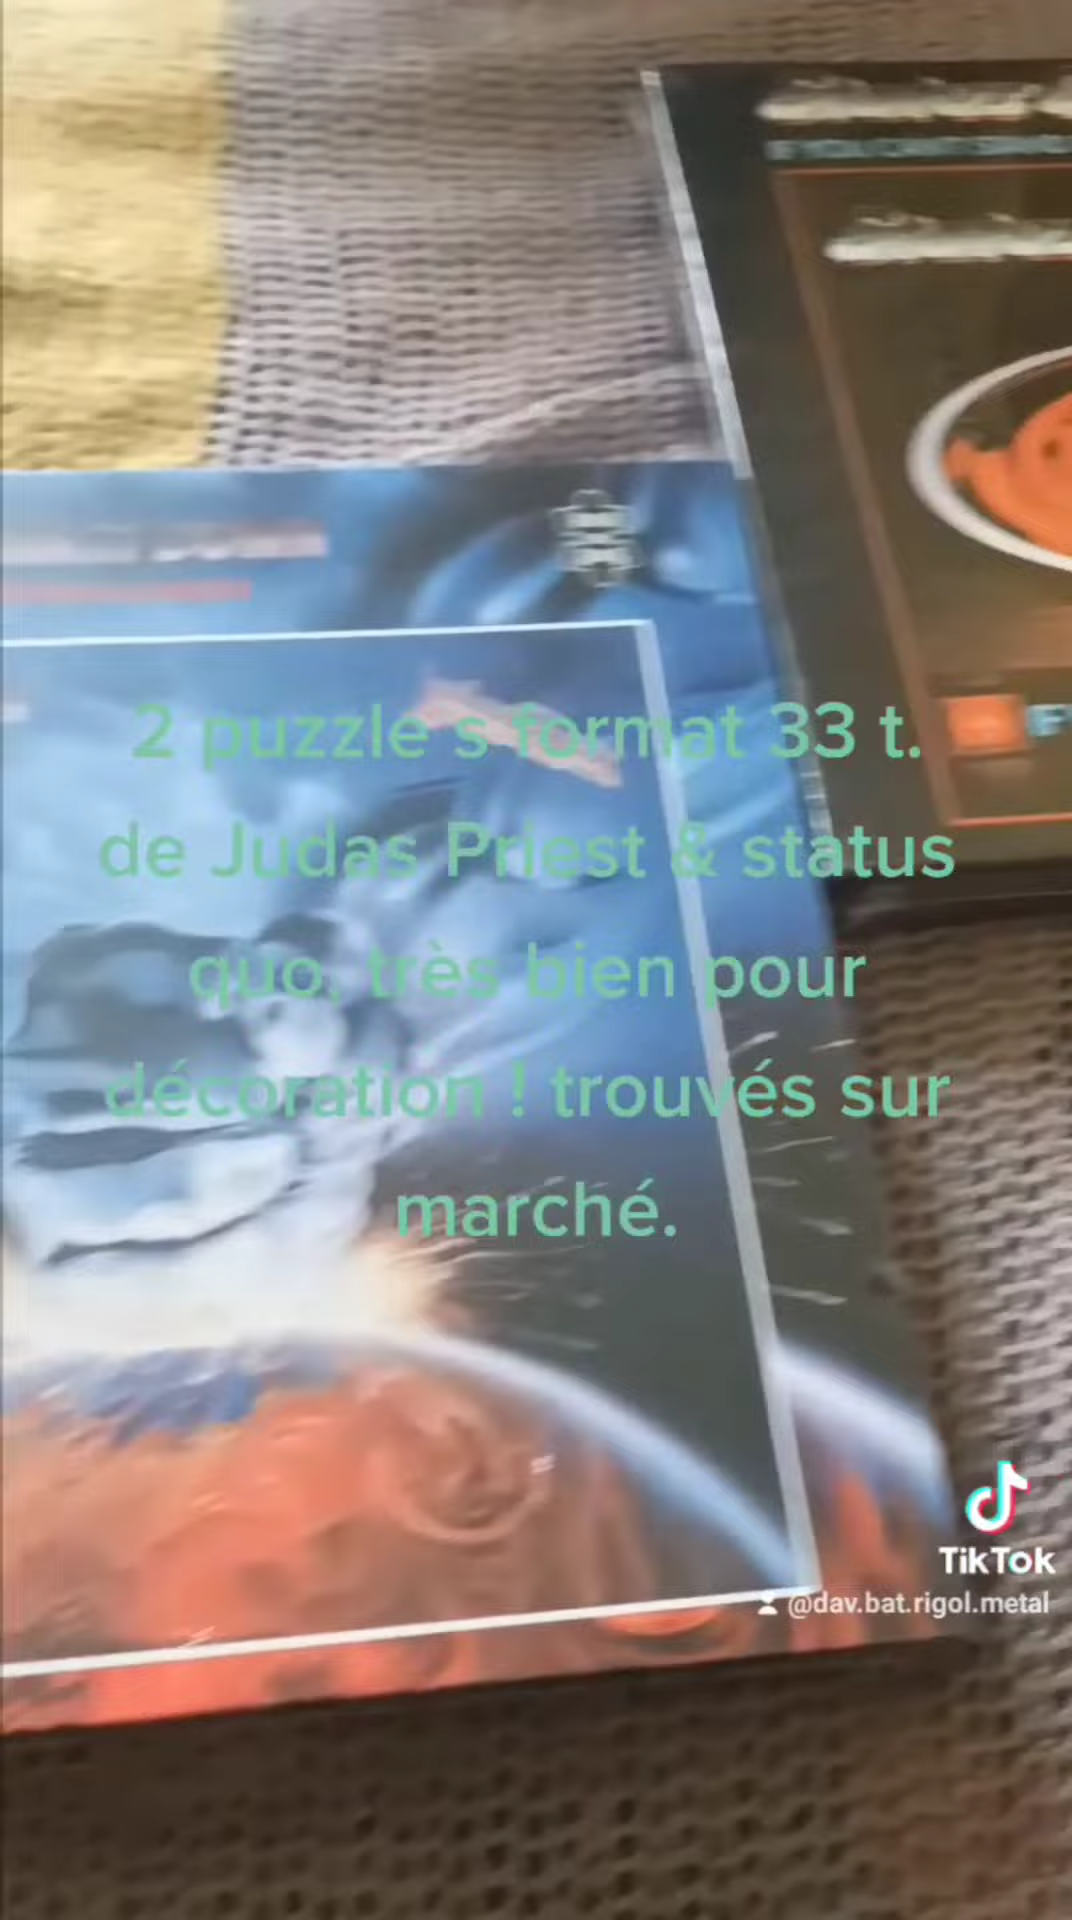 2 puzzle s format 33 t.
de Judas Priest & status
quo, très bien pour
décoration ! trouvés sur
marché.
TikTok
@dav.bat.rigol.metal